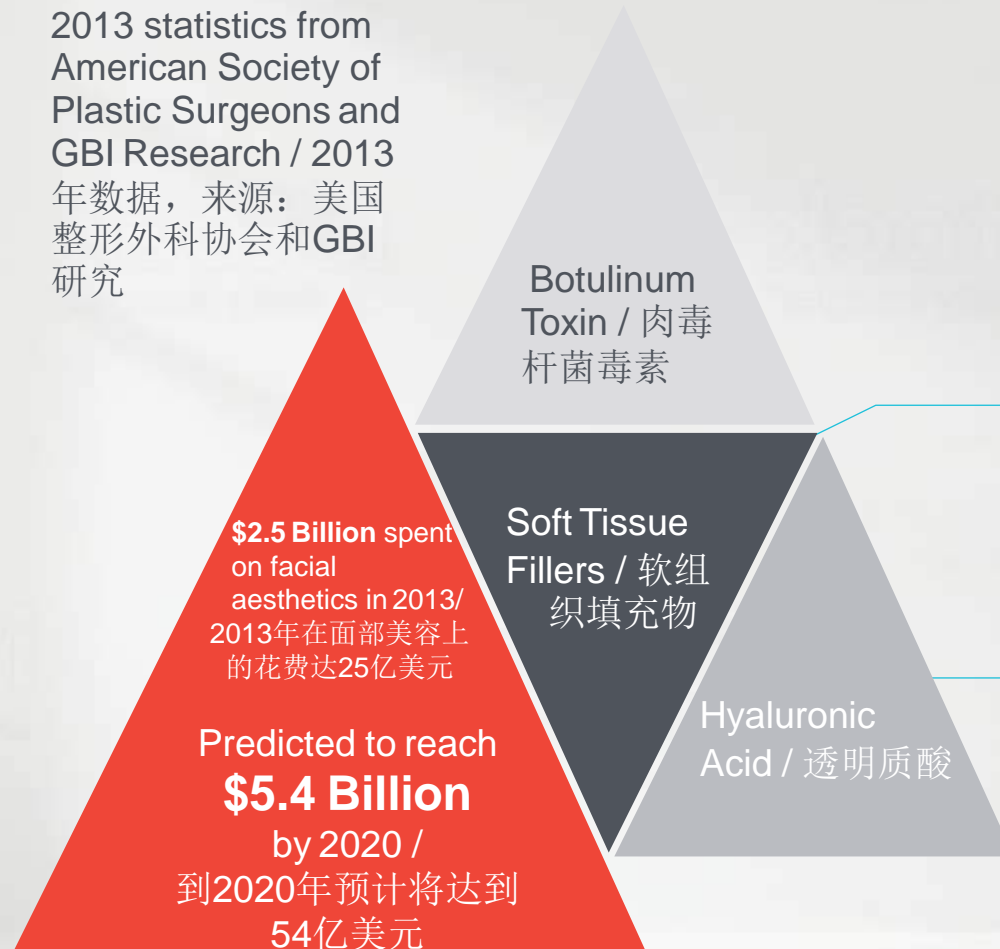 2013 statistics from
American Society of
Plastic Surgeons and
GBI Research / 2013
年数据，来源：美国
整形外科协会和GBI
研究
Botulinum
Toxin / 肉毒
杆菌毒素
$2.5 Billion spent
on facial
aesthetics in 2013/
2013年在面部美容上
的花费达25亿美元
Predicted to reach
$5.4 Billion
by 2020 /
到2020年预计将达到
54亿美元
Soft Tissue
Fillers / 软组
织填充物
Hyaluronic
Acid / 透明质酸